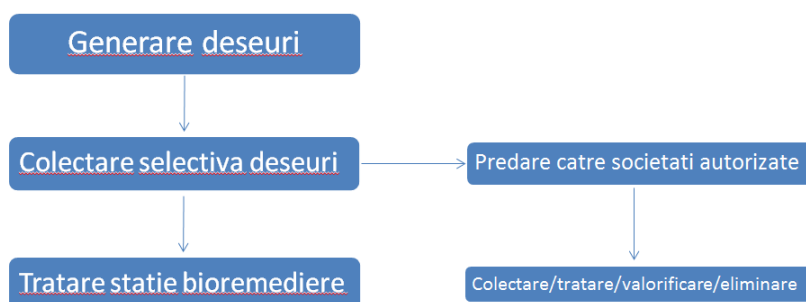 Generare deseuri
Colectare selectiva deseuri
Predare catre societati autorizate
Tratare statie bioremediere
Colectare/tratare/valorificare/eliminare